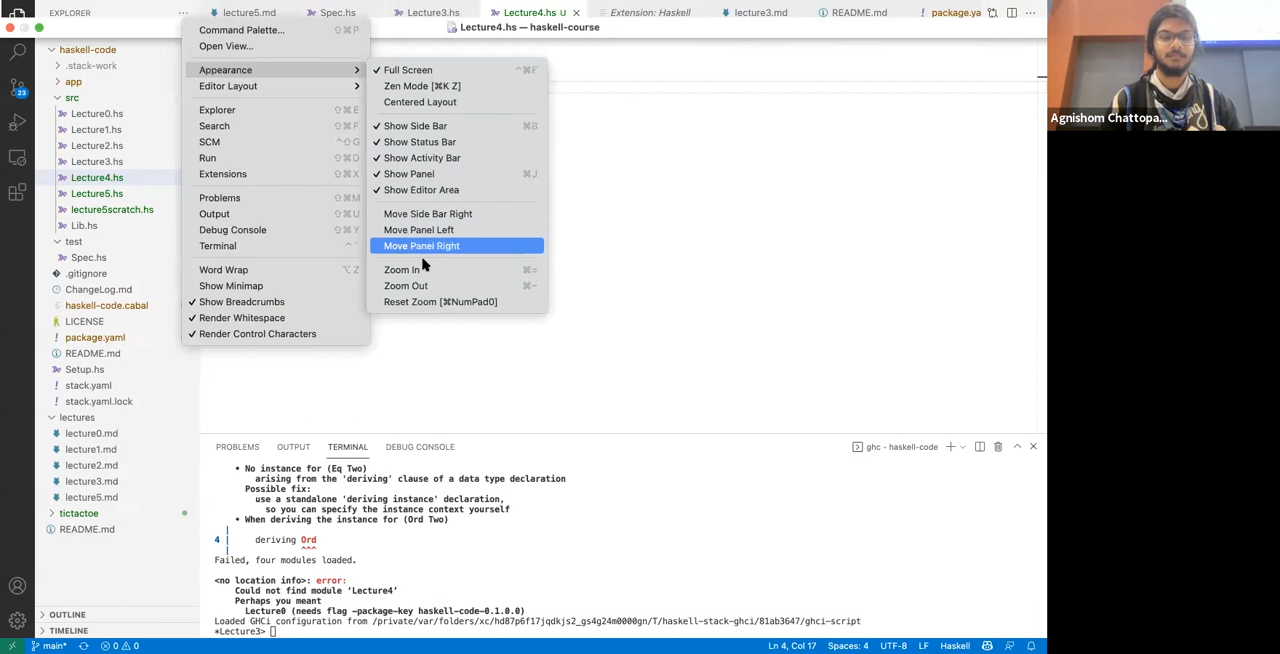 EXPLORER
lecture5.md
Spec.hs
Lecture3.hs
Lecture4.hs U
Extension: Haskell
lecture3.md
README.md
! package.ya
Lecture4.hs — haskell-course
haskell-code
.stack-work
app
src
Lecture0.hs
Lecture1.hs
Lecture2.hs
Lecture3.hs
Lecture4.hs
Lecture5.hs
lecture5scratch.hs
Lib.hs
test
Spec.hs
.gitignore
ChangeLog.md
haskell-code.cabal
LICENSE
! package.yaml
README.md
Setup.hs
! stack.yaml
stack.yaml.lock
lectures
lecture0.md
lecture1.md
lecture2.md
lecture3.md
lecture5.md
tictactoe
README.md
OUTLINE
TIMELINE
23
Command Palette... ⇧⌘P
Open View...
Appearance
Editor Layout
Explorer ⇧⌘E
Search ⇧⌘F
SCM ⌃⇧G
Run ⇧⌘D
Extensions ⇧⌘X
Problems ⇧⌘M
Output ⇧⌘U
Debug Console ⇧⌘Y
Terminal ⌃`
Word Wrap ⌥Z
Show Minimap
✓ Show Breadcrumbs
✓ Render Whitespace
✓ Render Control Characters
✓ Full Screen ⌃⌘F
Zen Mode [⌘K Z]
Centered Layout
✓ Show Side Bar ⌘B
✓ Show Status Bar
✓ Show Activity Bar
✓ Show Panel ⌘J
✓ Show Editor Area
Move Side Bar Right
Move Panel Left
Move Panel Right
Zoom In ⌘=
Zoom Out ⌘−
Reset Zoom [⌘NumPad0]
Agnishom Chattopa...
PROBLEMS OUTPUT TERMINAL DEBUG CONSOLE
ghc - haskell-code
• No instance for (Eq Two)
arising from the 'deriving' clause of a data type declaration
Possible fix:
use a standalone 'deriving instance' declaration,
so you can specify the instance context yourself
• When deriving the instance for (Ord Two)
|
4 | deriving Ord
| ^^^
Failed, four modules loaded.
<no location info>: error:
Could not find module ‘Lecture4’
Perhaps you meant
Lecture0 (needs flag -package-key haskell-code-0.1.0.0)
Loaded GHCi configuration from /private/var/folders/xc/hd87p6f17jqdkjs2_gs4g24m0000gn/T/haskell-stack-ghci/81ab3647/ghci-script
*Lecture3>
main* 0 0 Ln 4, Col 17 Spaces: 4 UTF-8 LF Haskell